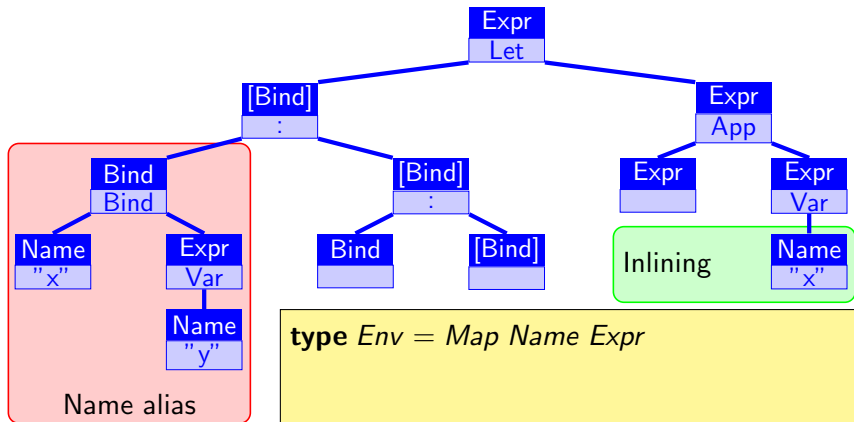 Expr
Let
[Bind]
:
Expr
App
Bind
Bind
[Bind]
:
Expr
Expr
Var
Name
"x"
Expr
Var
Bind
[Bind]
Inlining
Name
"x"
Name
"y"
type Env = Map Name Expr
Name alias